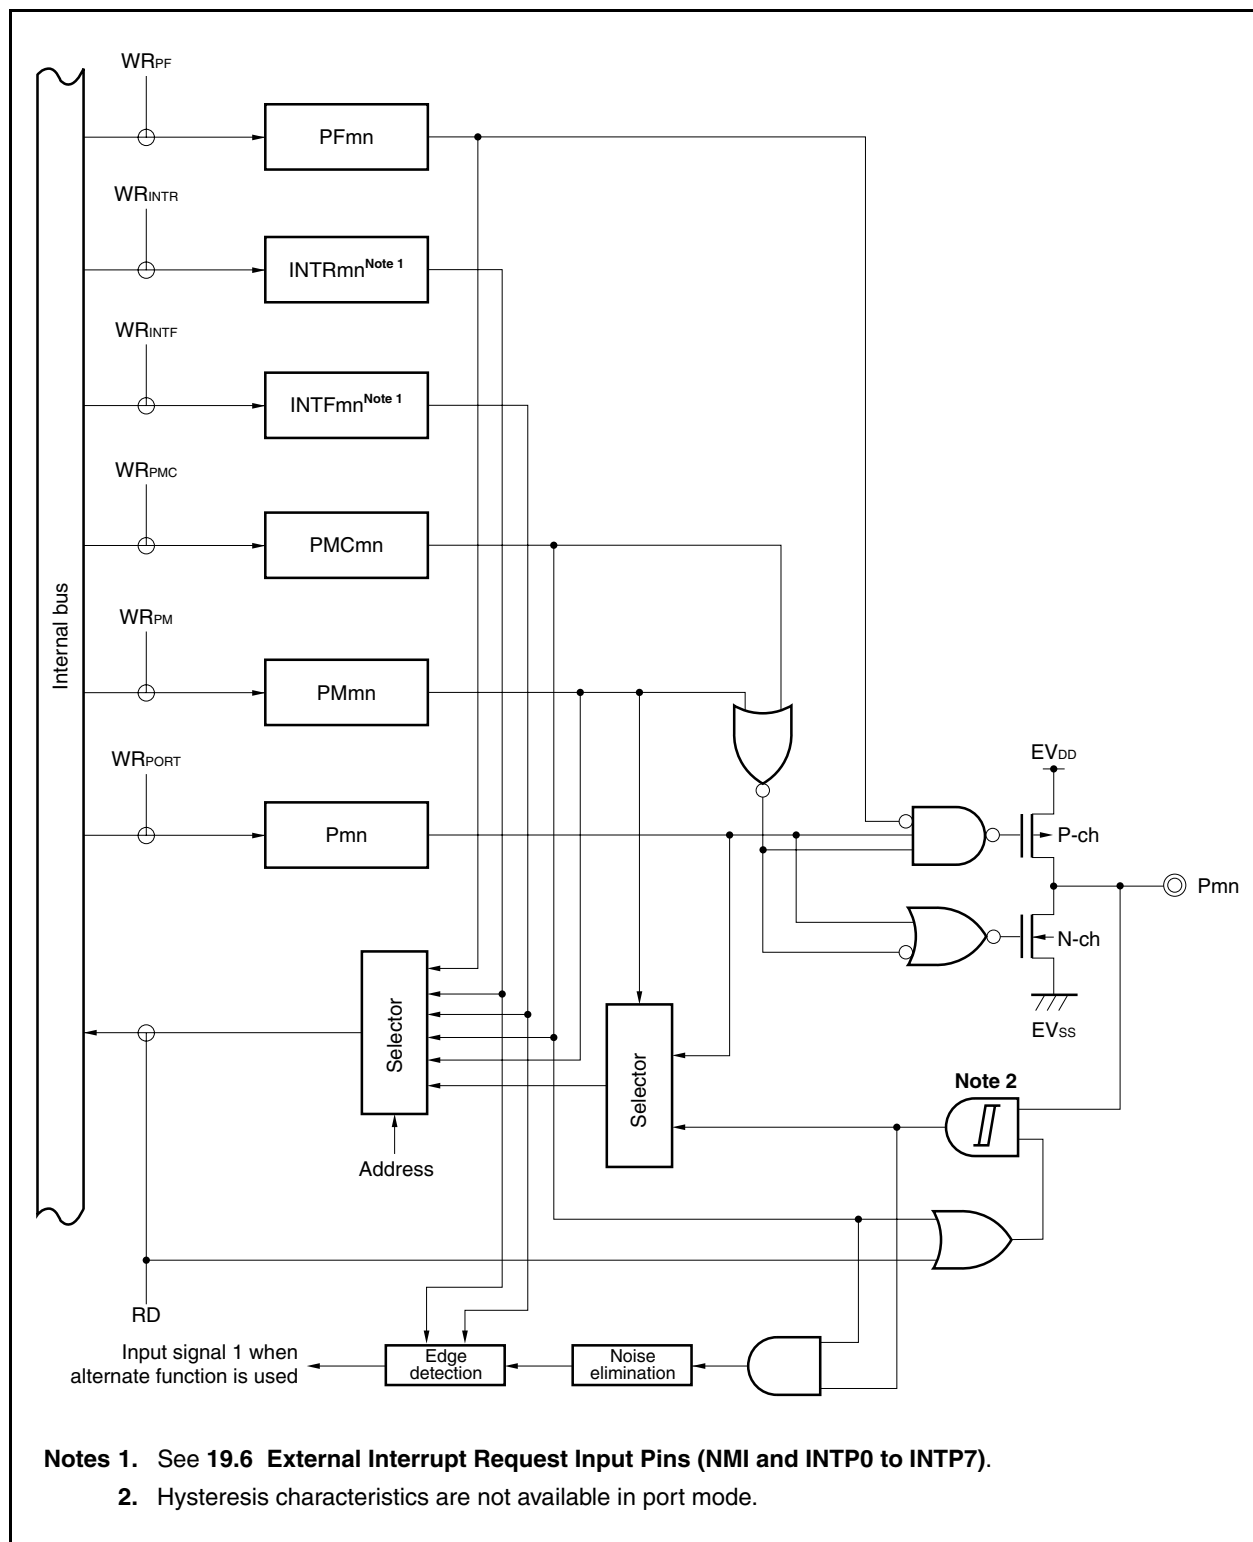 WRPF
PFmn
WRINTR
INTRmnNote 1
WRINTF
INTFmnNote 1
WRPMC
PMCmn
Internal bus
WRPM
PMmn
WRPORT
Pmn
EVDD
P-ch
Pmn
N-ch
EVSS
Selector
Selector
Note 2
Address
RD
Input signal 1 when
alternate function is used
Edge
detection
Noise
elimination
Notes 1. See 19.6 External Interrupt Request Input Pins (NMI and INTP0 to INTP7).
2. Hysteresis characteristics are not available in port mode.